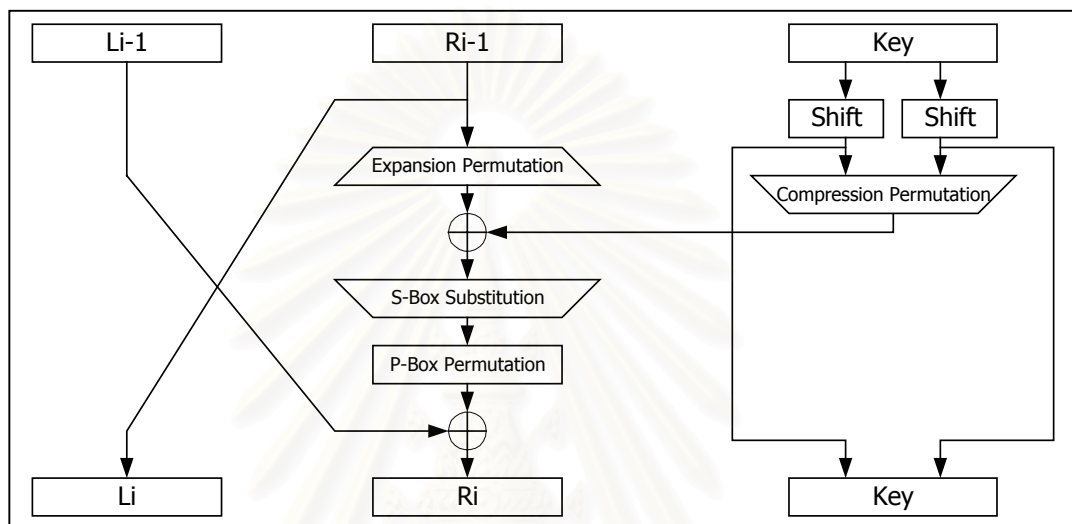 Li-1
Ri-1
Key
Shift
Shift
Expansion Permutation
Compression Permutation
S-Box Substitution
P-Box Permutation
Li
Ri
Key